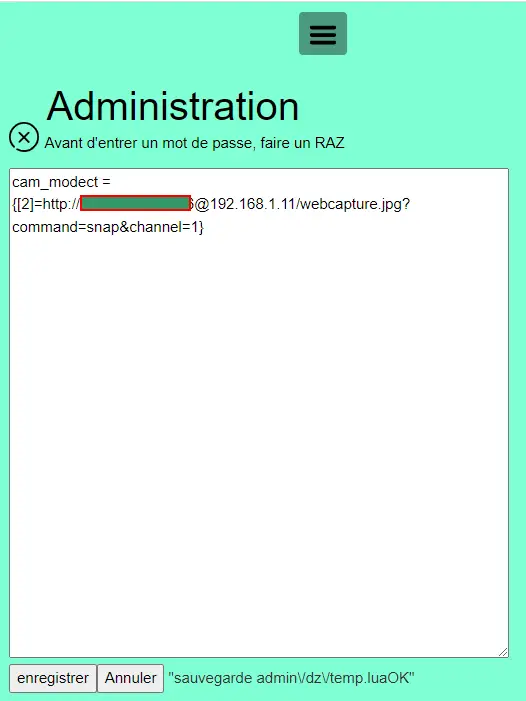 Administration
Avant d'entrer un mot de passe, faire un RAZ
cam_modect =
{[2]=http://6@192.168.1.11/webcapture.jpg?
command=snap&channel=1}
enregistrer Annuler "sauvegarde admin\/dz\/temp.luaOK"